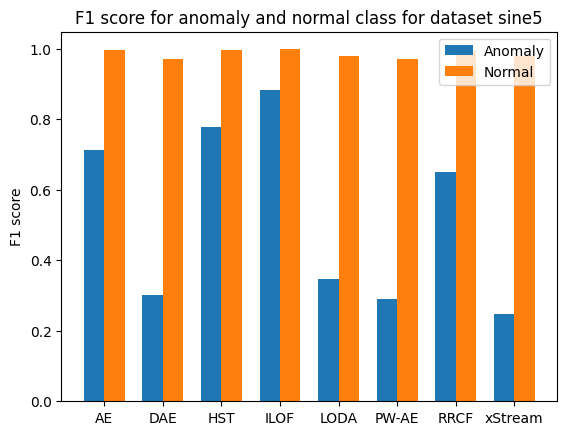 F1 score for anomaly and normal class for dataset sine5
Anomaly
Normal
F1 score
1.0
0.8
0.6
0.4
0.2
0.0
AE DAE HST ILOF LODA PW-AE RRCF xStream